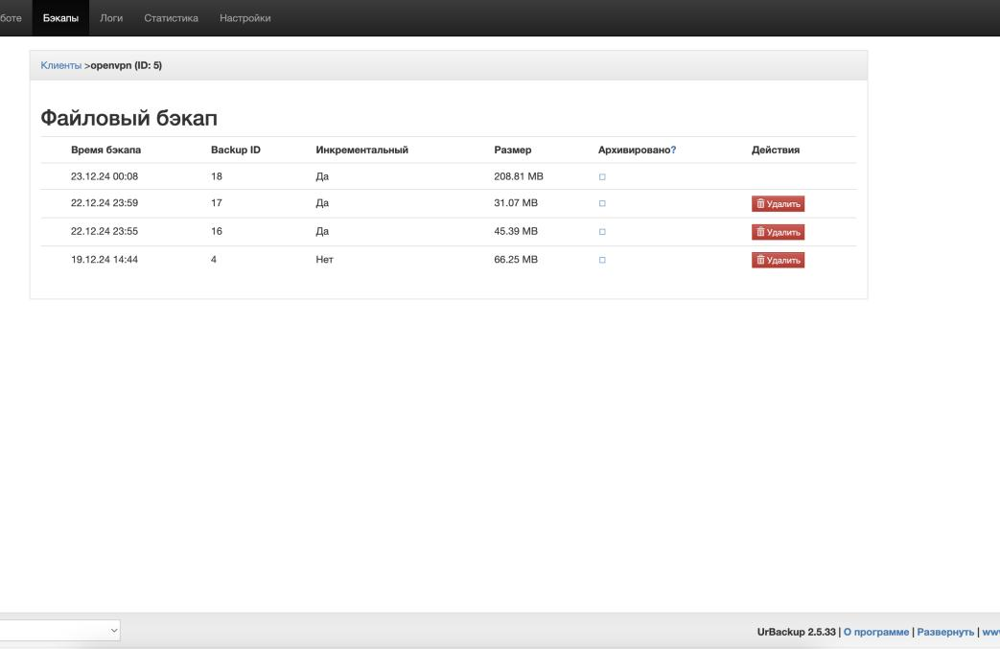 боте Бэкапы Логи Статистика Настройки
Клиенты >openvpn (ID: 5)
Файловый бэкап
Время бэкапа Backup ID Инкрементальный Размер Архивировано? Действия
23.12.24 00:08 18 Да 208.81 MB
22.12.24 23:59 17 Да 31.07 MB Удалить
22.12.24 23:55 16 Да 45.39 MB Удалить
19.12.24 14:44 4 Нет 66.25 MB Удалить
UrBackup 2.5.33 | О программе | Развернуть | www